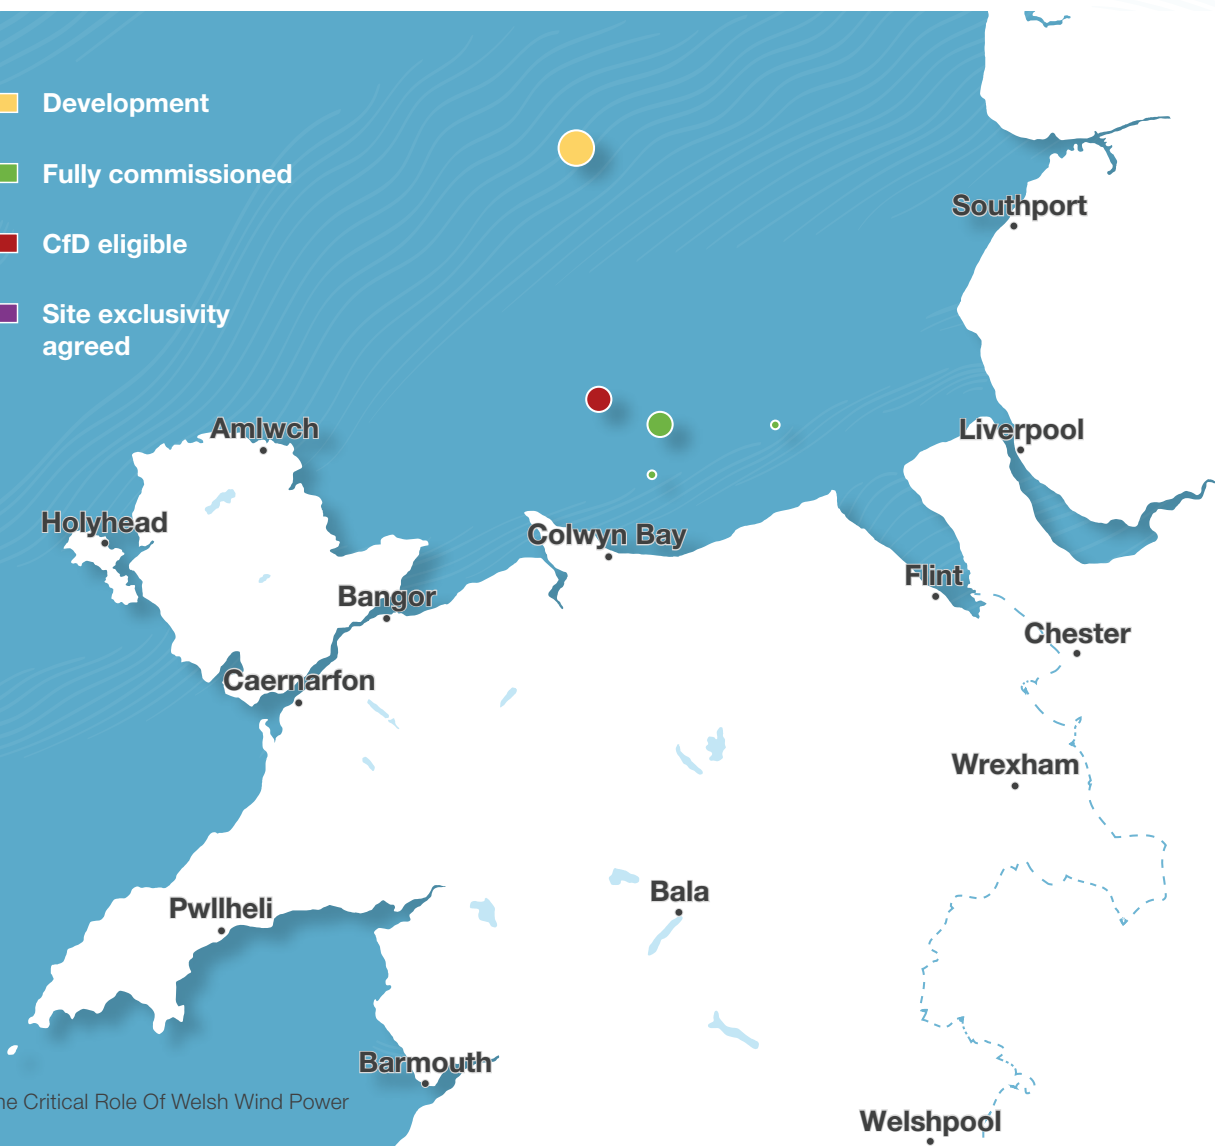 Development
Fully commissioned
Southport
CfD eligible
Site exclusivity
agreed
Amlwch
Liverpool
Holyhead
Colwyn Bay
Flint
Bangor
Chester
Caernarfon
Wrexham
Bala
Pwllheli
Barmouth
Critical Role Of Welsh Wind Power
Welshpool